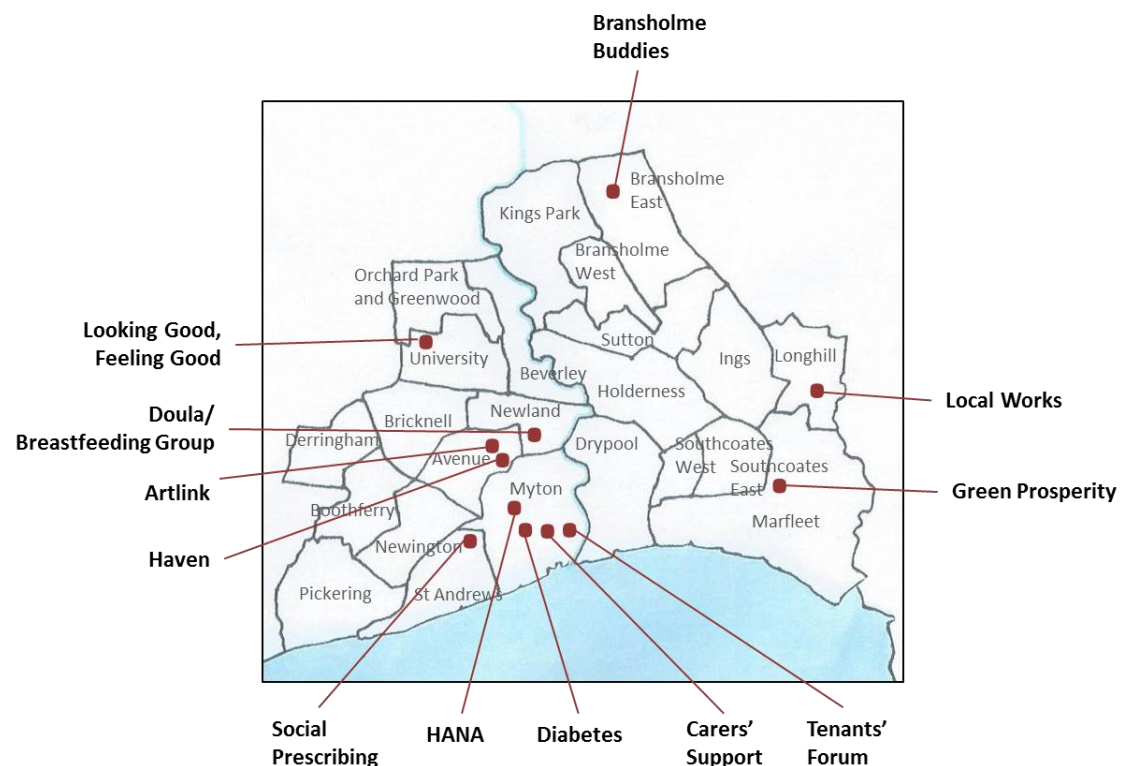 Bransholme
Buddies
Bransholme
East
Kings Park
Bransholme
West
Orchard Park
and Greenwood
Looking Good,
Feeling Good
University
Sutton
Ings
Longhill
Beverley
Holderness
Local Works
Doula/
Breastfeeding Group
Newland
Bricknell
Derringham
Avenue
Drypool
Southcoates
West
Southcoates
East
Artlink
Green Prosperity
Myton
Boothferry
Marfleet
Haven
Newington
Pickering
St Andrews
Social
Prescribing
HANA
Diabetes
Carers’
Support
Tenants’
Forum